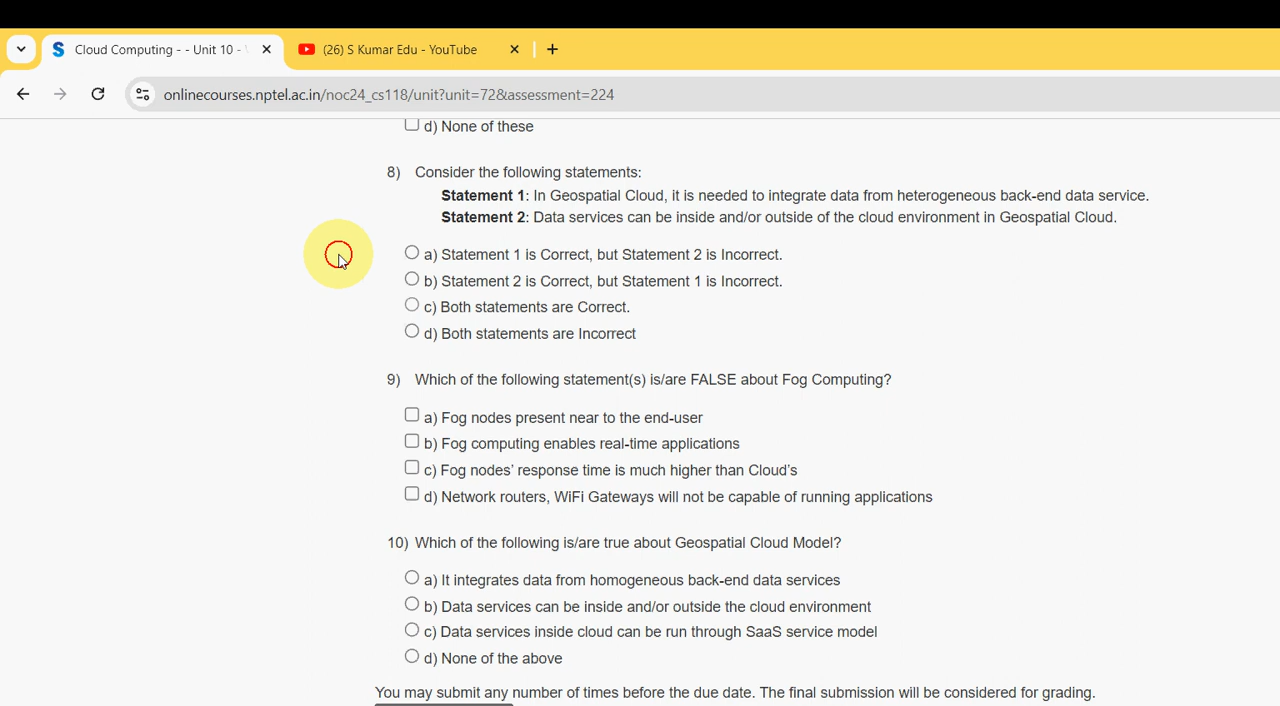 Cloud Computing - - Unit 10 -
(26) S Kumar Edu - YouTube
onlinecourses.nptel.ac.in/noc24_cs118/unit?unit=72&assessment=224
d) None of these
8) Consider the following statements:
Statement 1: In Geospatial Cloud, it is needed to integrate data from heterogeneous back-end data service.
Statement 2: Data services can be inside and/or outside of the cloud environment in Geospatial Cloud.
a) Statement 1 is Correct, but Statement 2 is Incorrect.
b) Statement 2 is Correct, but Statement 1 is Incorrect.
c) Both statements are Correct.
d) Both statements are Incorrect
9) Which of the following statement(s) is/are FALSE about Fog Computing?
a) Fog nodes present near to the end-user
b) Fog computing enables real-time applications
c) Fog nodes' response time is much higher than Cloud's
d) Network routers, WiFi Gateways will not be capable of running applications
10) Which of the following is/are true about Geospatial Cloud Model?
a) It integrates data from homogeneous back-end data services
b) Data services can be inside and/or outside the cloud environment
c) Data services inside cloud can be run through SaaS service model
d) None of the above
You may submit any number of times before the due date. The final submission will be considered for grading.